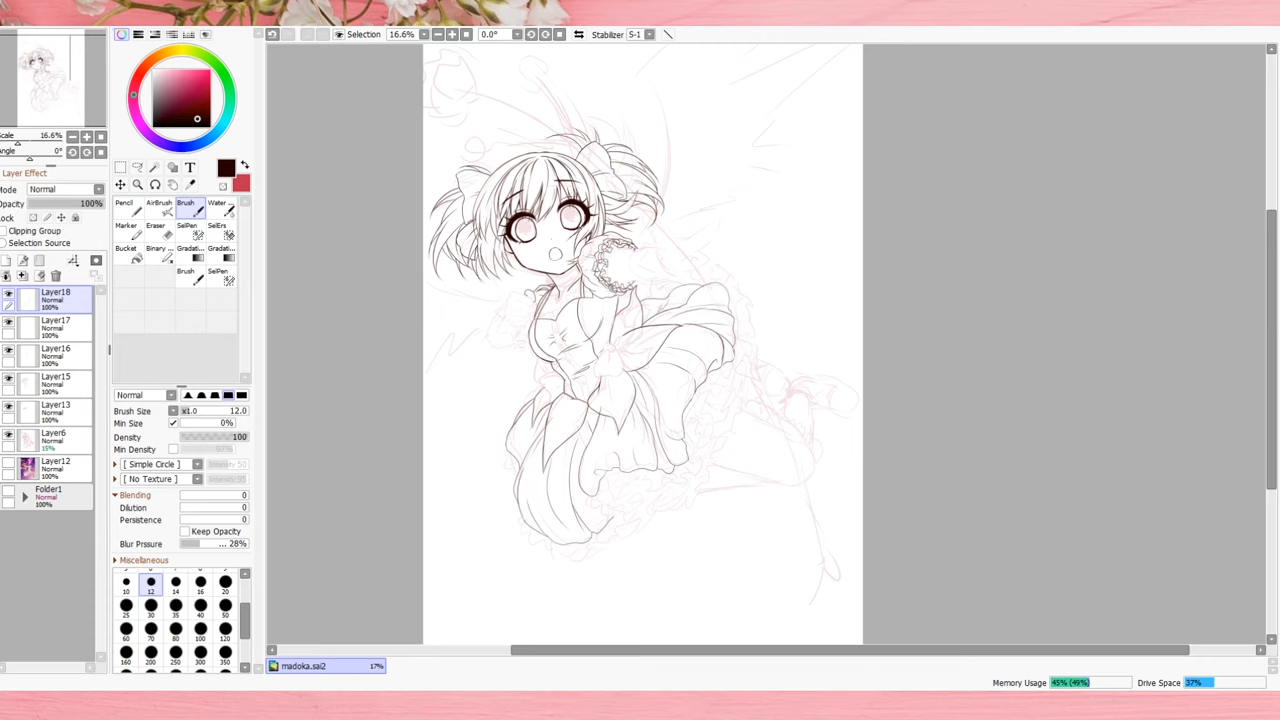 Selection 16.6% 0.0° Stabilizer S-1
Scale 16.6%
Angle 0°
Layer Effect
Mode Normal
Opacity 100%
Lock
Clipping Group
Selection Source
Layer18
Normal
100%
Layer17
Normal
100%
Layer16
Normal
100%
Layer15
Normal
100%
Layer13
Normal
100%
Layer6
Normal
15%
Layer12
Normal
100%
Folder1
Normal
100%
T
Pencil AirBrush Brush Water ...
Marker Eraser SelPen SelErs
Bucket Binary ... Gradati... Gradati...
Brush SelPen
Normal
Brush Size x1.0 12.0
Min Size 0%
Density 100
Min Density
[ Simple Circle ] Intensity 50
[ No Texture ]
Blending 0
Dilution 0
Persistence 0
Keep Opacity
Blur Prssure ... 28%
Miscellaneous
10 12 14 16 20
25 30 35 40 50
60 70 80 100 120
160 200 250 300 350
madoka.sai2 17%
Memory Usage 45% (49%) Drive Space 37%